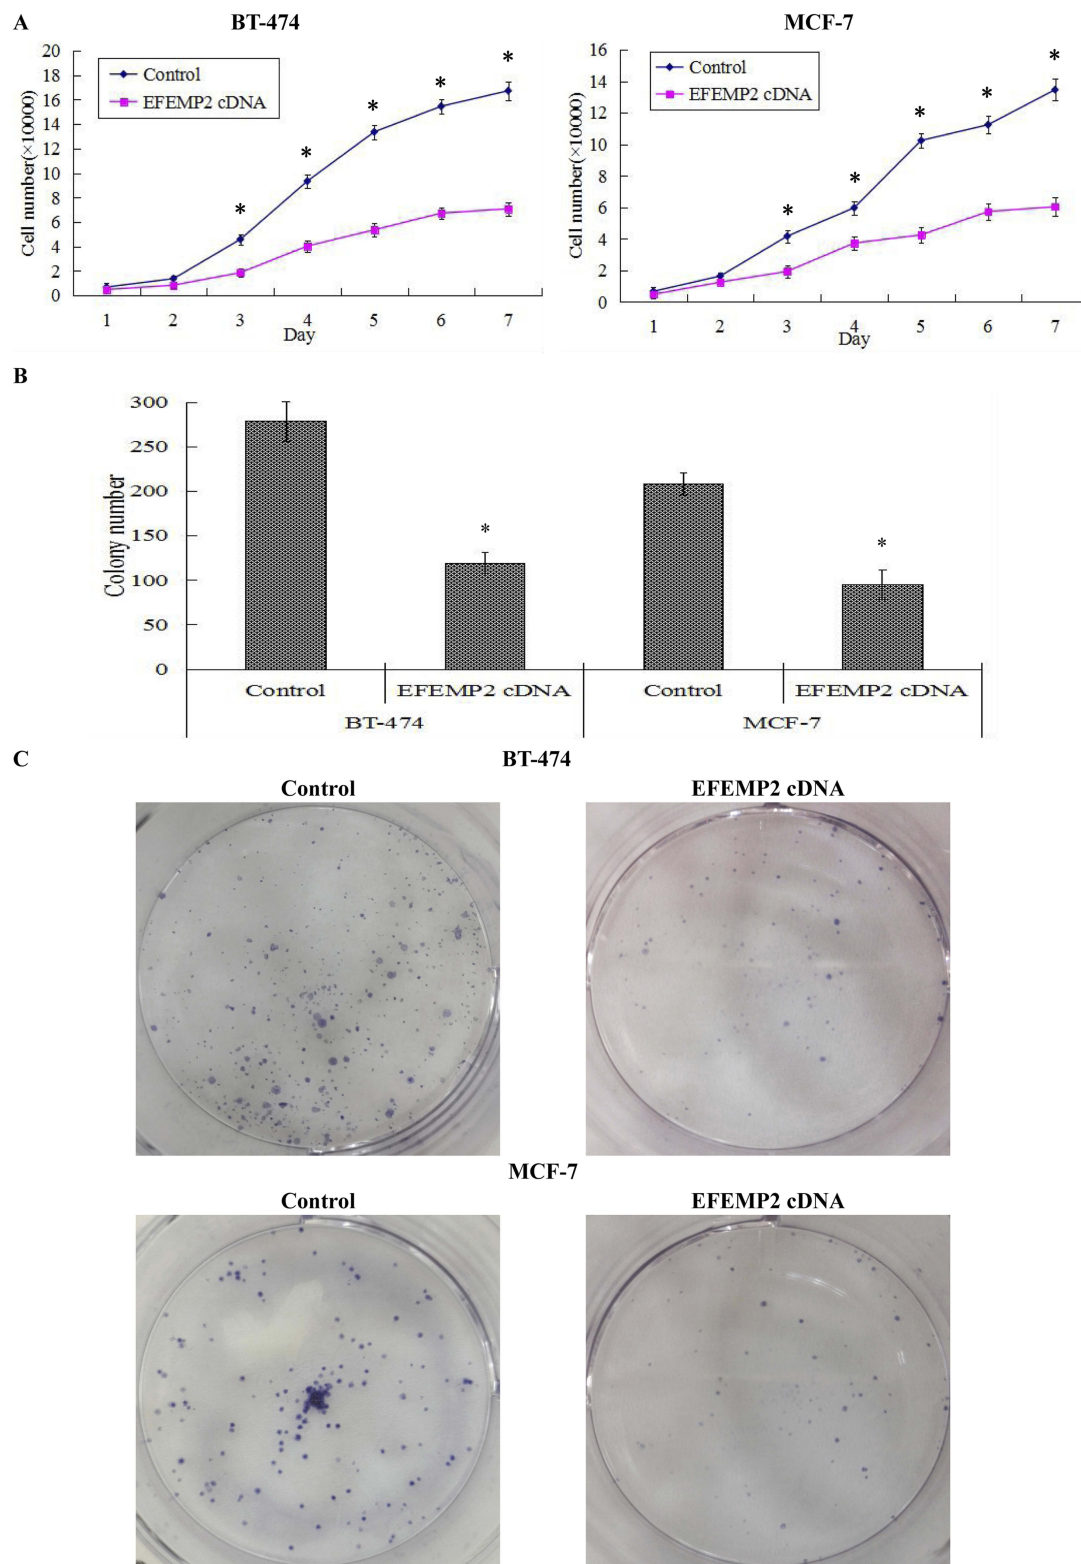 A
BT-474
MCF-7
Cell number(×10000)
20
18
16
14
12
10
8
6
4
2
0
Control
EFEMP2 cDNA
*
*
*
*
*
1
2
3
4
5
6
7
Day
Cell number(×10000)
16
14
12
10
8
6
4
2
0
Control
EFEMP2 cDNA
*
*
*
*
*
1
2
3
4
5
6
7
Day
B
Colony number
300
250
200
150
100
50
0
*
*
Control
EFEMP2 cDNA
Control
EFEMP2 cDNA
BT-474
MCF-7
C
BT-474
Control
EFEMP2 cDNA
MCF-7
Control
EFEMP2 cDNA